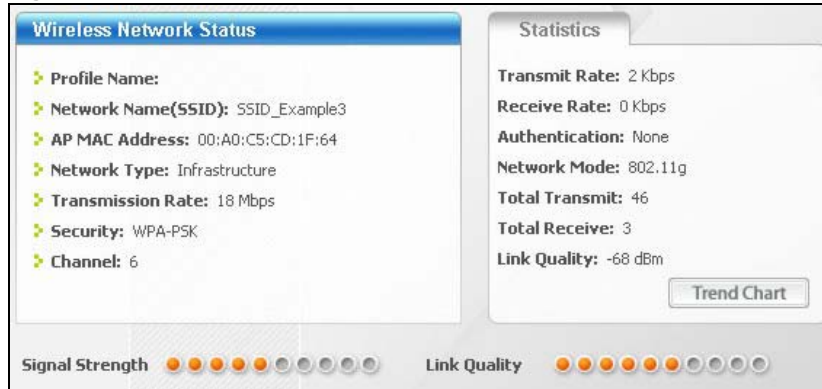 Wireless Network Status
Profile Name:
Network Name(SSID): SSID_Example3
AP MAC Address: 00:A0:C5:CD:1F:64
Network Type: Infrastructure
Transmission Rate: 18 Mbps
Security: WPA-PSK
Channel: 6
Statistics
Transmit Rate: 2 Kbps
Receive Rate: 0 Kbps
Authentication: None
Network Mode: 802.11g
Total Transmit: 46
Total Receive: 3
Link Quality: -68 dBm
Trend Chart
Signal Strength
Link Quality